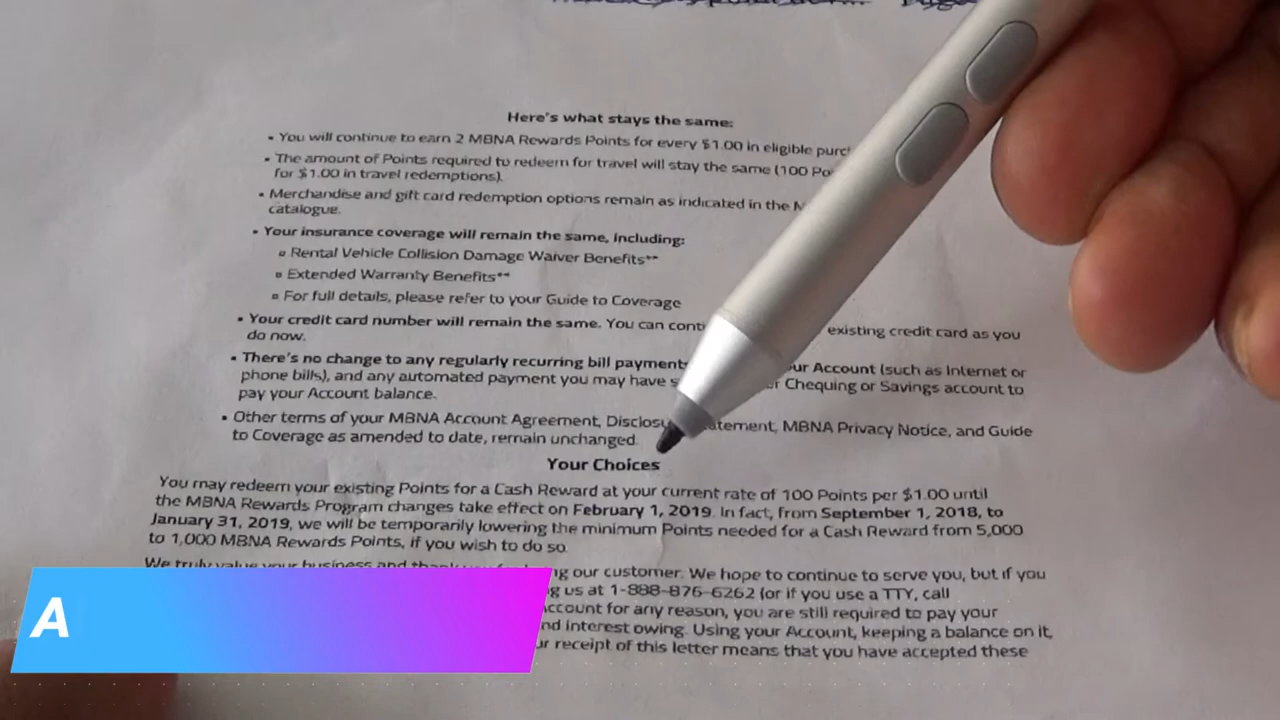 Here's what stays the same:
• You will continue to earn 2 MBNA Rewards Points for every $1.00 in eligible
• The amount of Points required to redeem for travel will stay the same (100
for $1.00 in travel redemptions).
• Merchandise and gift card redemption options remain as indicated in the
catalogue.
• Your insurance coverage will remain the same, including:
Rental Vehicle Collision Damage Waiver Benefits**
Extended Warranty Benefits**
For full details, please refer to your Guide to Coverage
• Your credit card number will remain the same. You can existing credit card as you
do now.
• There's no change to any regularly recurring bill payments Account (such as Internet or
phone bills), and any automated payment you may have Chequing or Savings account to
pay your Account balance.
• Other terms of your MBNA Account Agreement, MBNA Privacy Notice, and Guide
to Coverage as amended to date, remain unchanged.
Your Choices
You may redeem your existing Points for a Cash Reward at your current rate of 100 Points per $1.00 until
the MBNA Rewards Program changes take effect on February 1, 2019. In fact, from September 1, 2018, to
January 31, 2019, we will be temporarily lowering the minimum Points needed for a Cash Reward from 5,000
to 1,000 MBNA Rewards Points, if you wish to do so.
We truly value your business and our customer. We hope to continue to serve you, but if you
us at 1-888-876-6262 (or if you use a TTY, call
Account for any reason, you are still required to pay your
interest owing. Using your Account, keeping a balance on it,
receipt of this letter means that you have accepted these
A